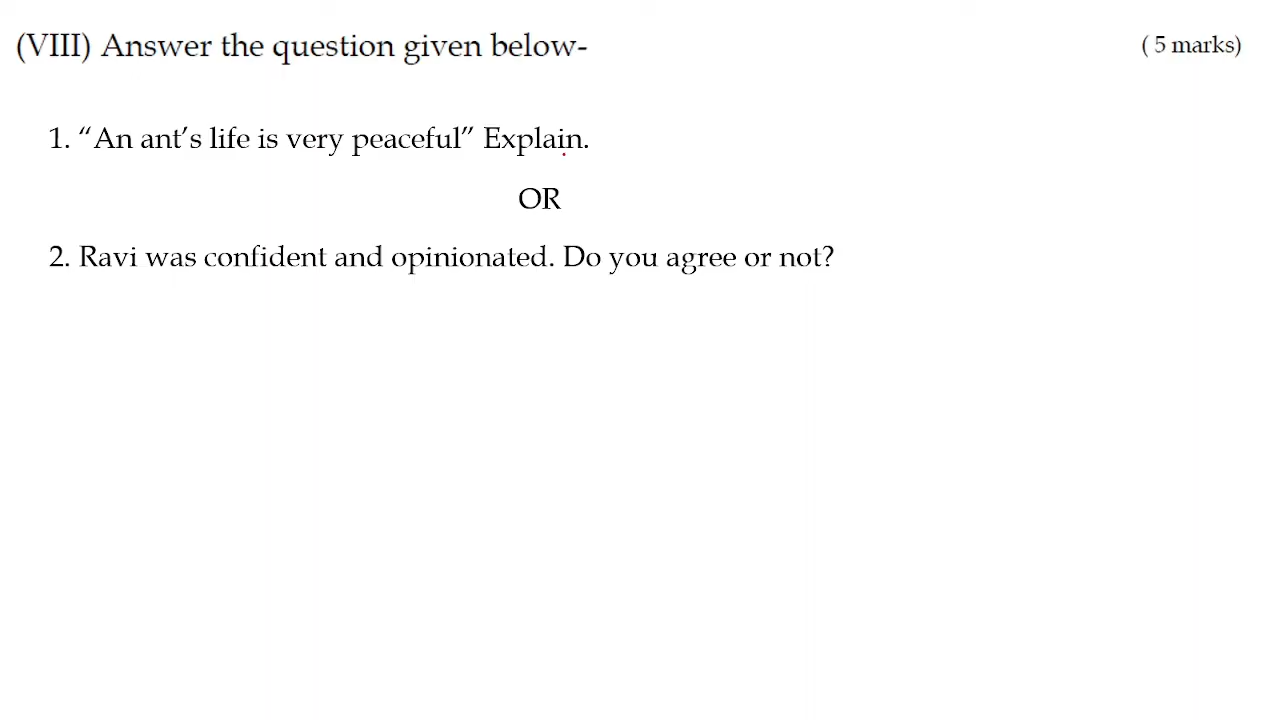 (VIII) Answer the question given below- ( 5 marks)
1. “An ant’s life is very peaceful” Explain.
OR
2. Ravi was confident and opinionated. Do you agree or not?